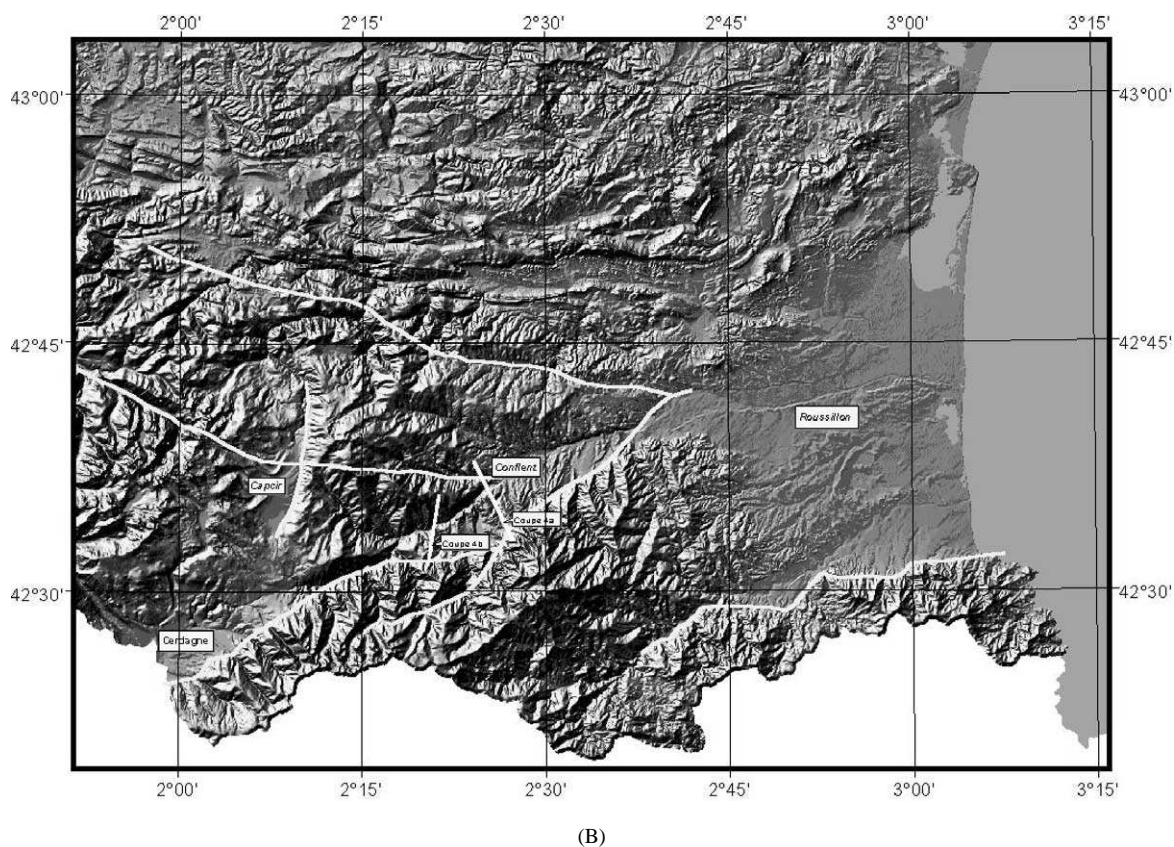 2°00' 2°15' 2°30' 2°45' 3°00' 3°15'
43°00' 43°00'
42°45' 42°45'
Roussillon
Conflent
Capcir
Coupe 4a
Coupe 4b
42°30' 42°30'
Cerdagne
2°00' 2°15' 2°30' 2°45' 3°00' 3°15'
(B)